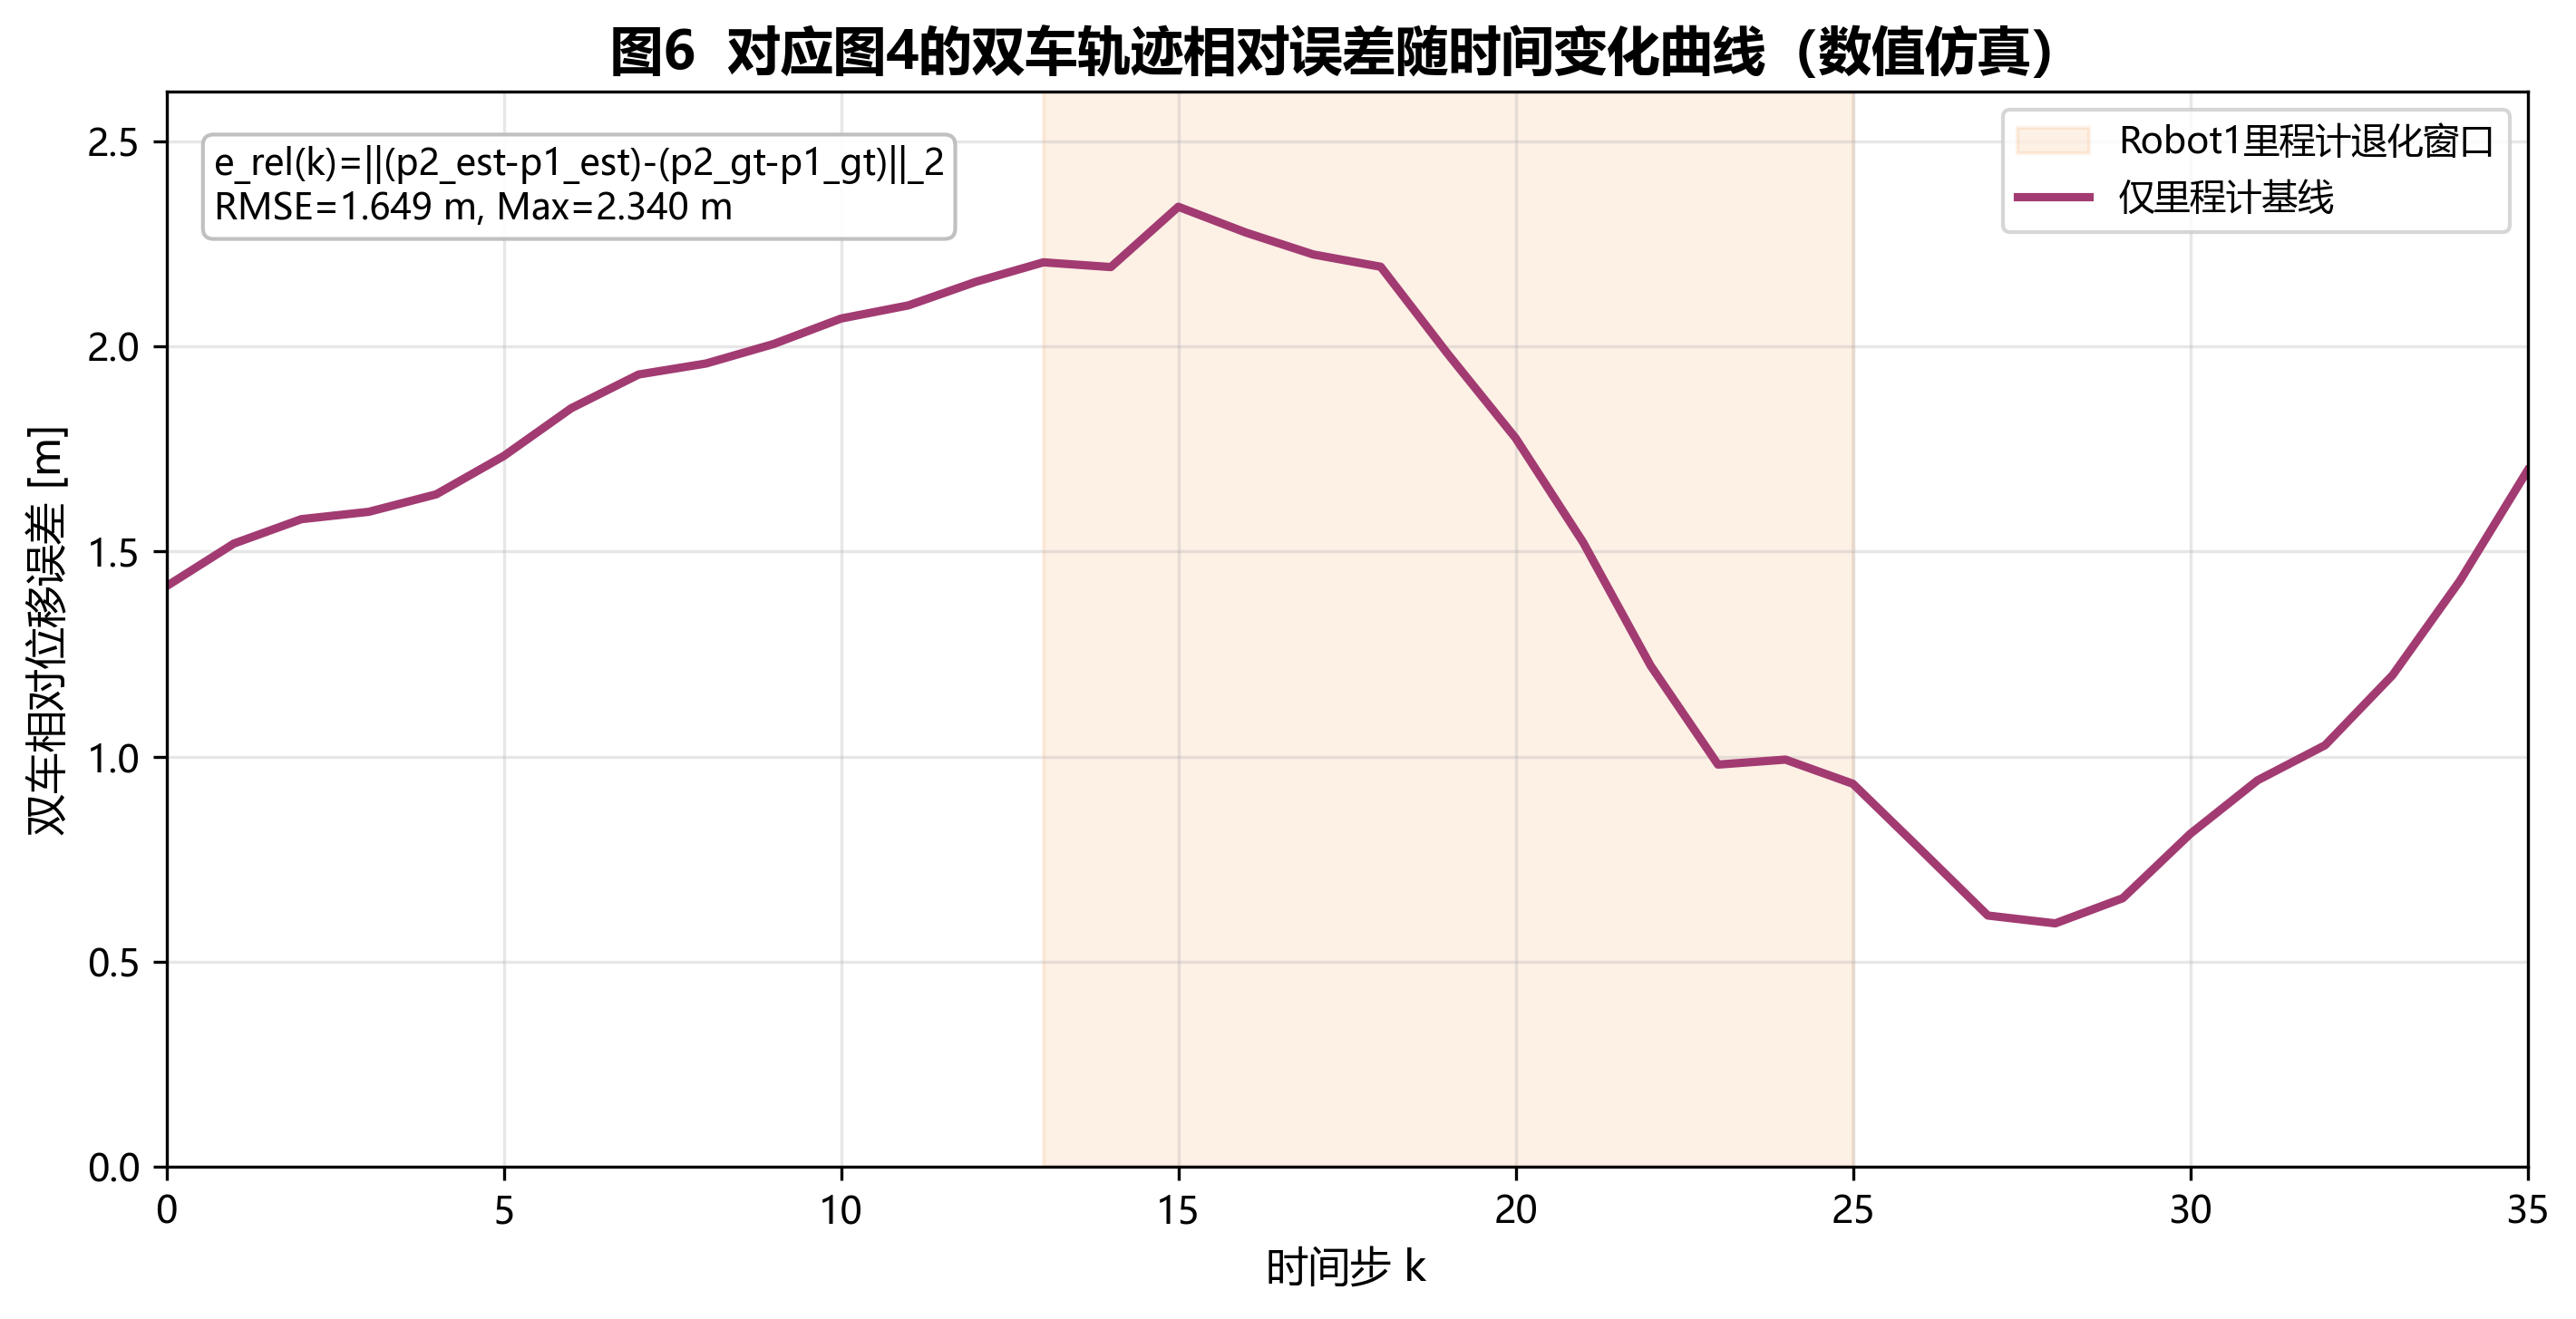 图6  对应图4的双车轨迹相对误差随时间变化曲线（数值仿真）
e_rel(k)=||(p2_est-p1_est)-(p2_gt-p1_gt)||_2
RMSE=1.649 m, Max=2.340 m
Robot1里程计退化窗口
仅里程计基线
双车相对位移误差 [m]
2.5
2.0
1.5
1.0
0.5
0.0
0 5 10 15 20 25 30 35
时间步 k